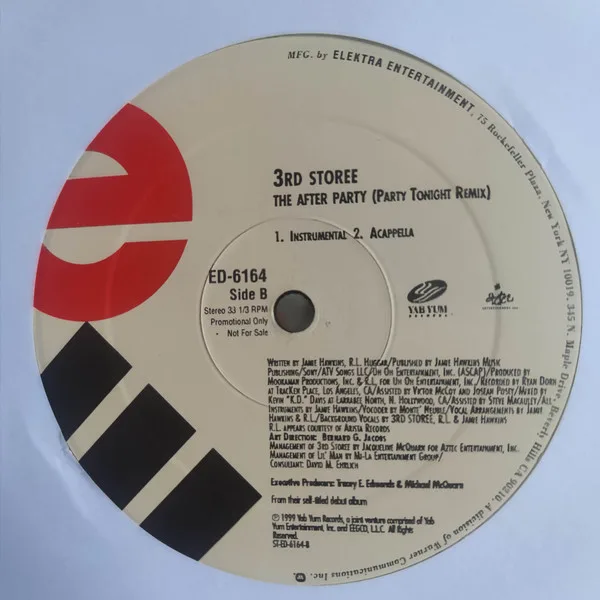 MFG. by ELEKTRA ENTERTAINMENT, 75 Rockefeller Plaza, New York NY 10019, 345 N. Maple Drive, Beverly Hills CA 90210. A division of Warner Communications Inc.
3RD STOREE
THE AFTER PARTY (PARTY TONIGHT REMIX)
1. INSTRUMENTAL 2. ACAPPELLA
ED-6164
Side B
Stereo 33 1/3 RPM
Promotional Only
• Not For Sale
YAB YUM
RECORDS
WRITTEN BY JAMIE HAWKINS, R.L. HUGGAR/PUBLISHED BY JAMIE HAWKINS MUSIC
PUBLISHING/SONY/ATV SONGS LLC/UH OH ENTERTAINMENT, INC. (ASCAP)/PRODUCED BY
MOOKAMAN PRODUCTIONS, INC. & R.L. FOR UH OH ENTERTAINMENT, INC./RECORDED BY RYAN DORN
AT TRACKEN PLACE, LOS ANGELES, CA/ASSISTED BY VICTOR MCCOY AND JOSEAN POSEY/MIXED BY
KEVIN "K.D." DAVIS AT LARRABEE NORTH, N. HOLLYWOOD, CA/ASSISTED BY STEVE MACAULEY/ALL
INSTRUMENTS BY JAMIE HAWKINS/VOCODER BY MONTE' NEUBLE/VOCAL ARRANGEMENTS BY JAMIE
HAWKINS & R.L./BACKGROUND VOCALS BY 3RD STOREE, R.L. & JAMIE HAWKINS
R.L. APPEARS COURTESY OF ARISTA RECORDS
ART DIRECTION: BERNARD G. JACOBS
MANAGEMENT OF 3RD STOREE BY JACQUELINE MCQUARN FOR AZTEC ENTERTAINMENT, INC.
MANAGEMENT OF LIL' MAN BY NU-LA ENTERTAINMENT GROUP/
CONSULTANT: DAVID M. EHRLICH
Executive Producers: Tracey E. Edmonds & Michael McQuarn
From their self-titled debut album
℗ 1999 Yab Yum Records, a joint venture comprised of Yab
Yum Entertainment, Inc. and EEGCO, L.L.C. All Rights
Reserved.
ST-ED-6164-B